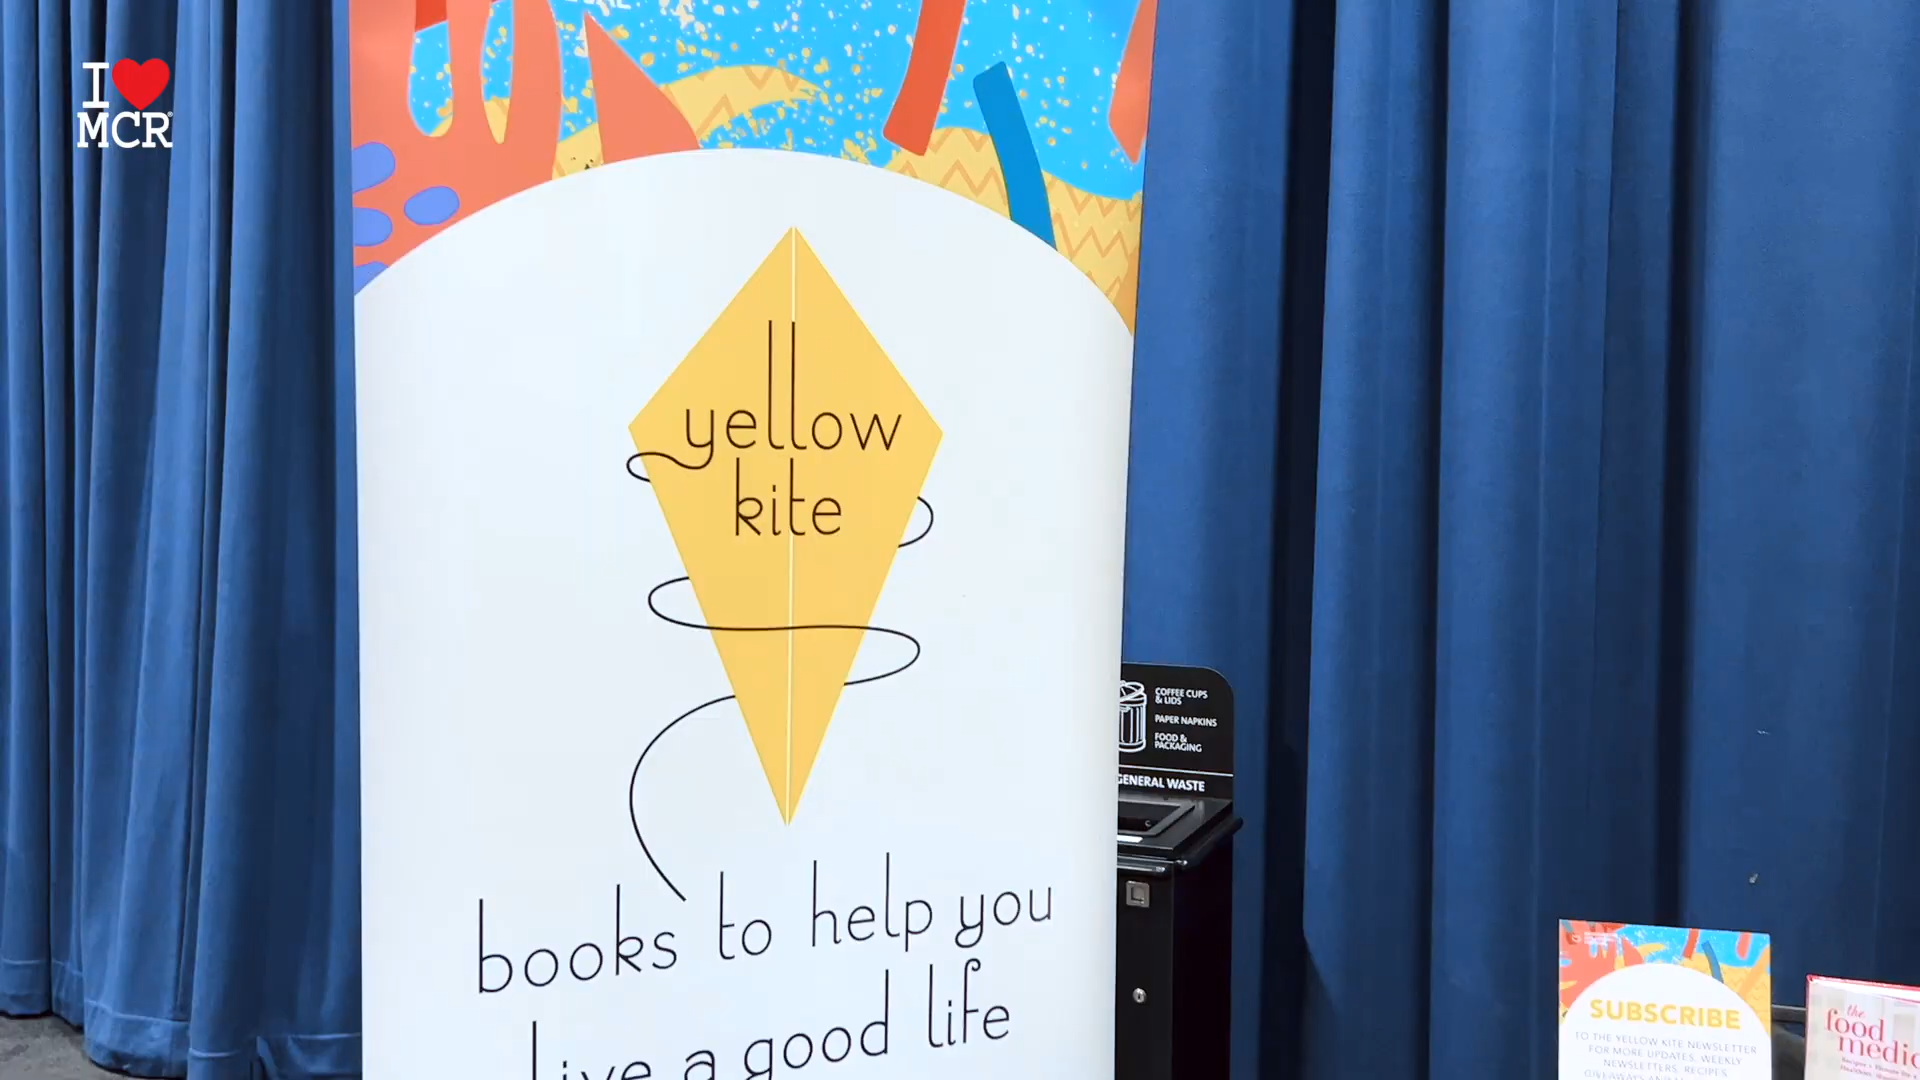 I
MCR
yellow
kite
books to help you
live a good life
COFFEE CUPS
& LIDS
PAPER NAPKINS
FOOD &
PACKAGING
GENERAL WASTE
SUBSCRIBE
TO THE YELLOW KITE NEWSLETTER
FOR MORE UPDATES, WEEKLY
NEWSLETTERS, RECIPES,
GIVEAWAYS
the
food
medic